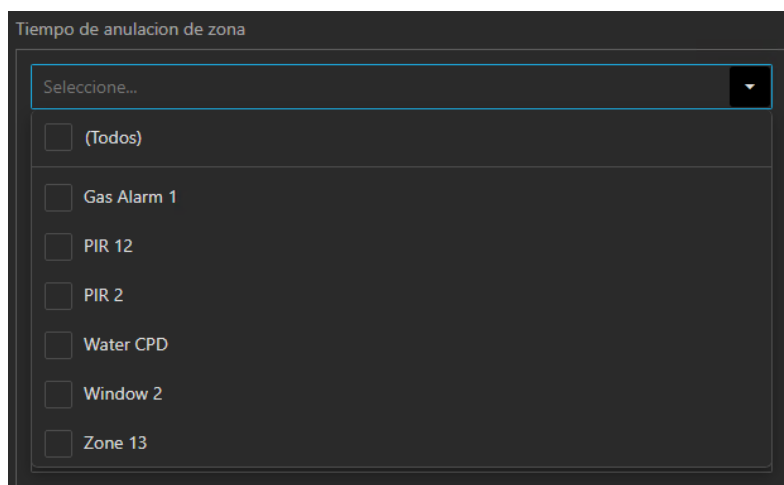 Tiempo de anulacion de zona
Seleccione...
(Todos)
Gas Alarm 1
PIR 12
PIR 2
Water CPD
Window 2
Zone 13